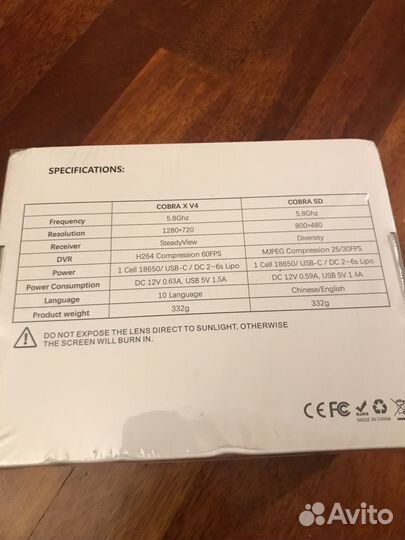 SPECIFICATIONS:
COBRA X V4 COBRA SD
Frequency 5.8Ghz 5.8Ghz
Resolution 1280*720 800*480
Receiver SteadyView Diversity
DVR H264 Compression 60FPS MJPEG Compression 25/30FPS
Power 1 Cell 18650/ USB-C / DC 2~6s Lipo 1 Cell 18650/ USB-C / DC 2~6s Lipo
Power Consumption DC 12V 0.63A, USB 5V 1.5A DC 12V 0.59A, USB 5V 1.4A
Language 10 Language Chinese/English
Product weight 332g 332g
DO NOT EXPOSE THE LENS DIRECT TO SUNLIGHT, OTHERWISE
THE SCREEN WILL BURN IN.
CE FC
MADE IN CHINA
Avito